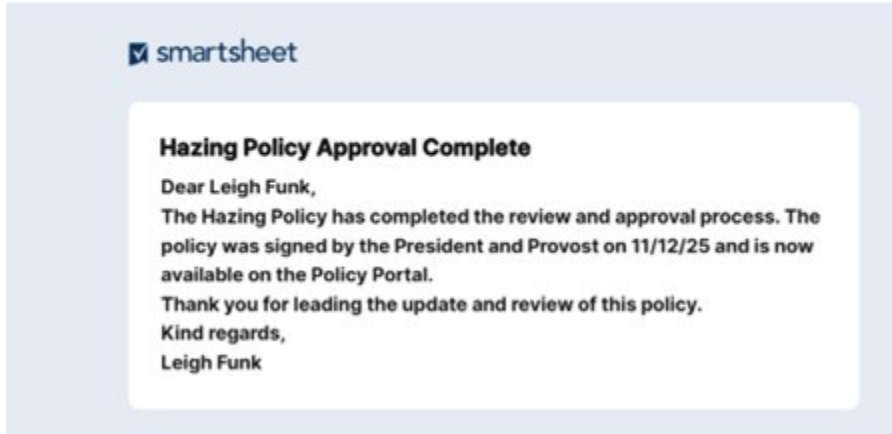 smartsheet
Hazing Policy Approval Complete
Dear Leigh Funk,
The Hazing Policy has completed the review and approval process. The
policy was signed by the President and Provost on 11/12/25 and is now
available on the Policy Portal.
Thank you for leading the update and review of this policy.
Kind regards,
Leigh Funk